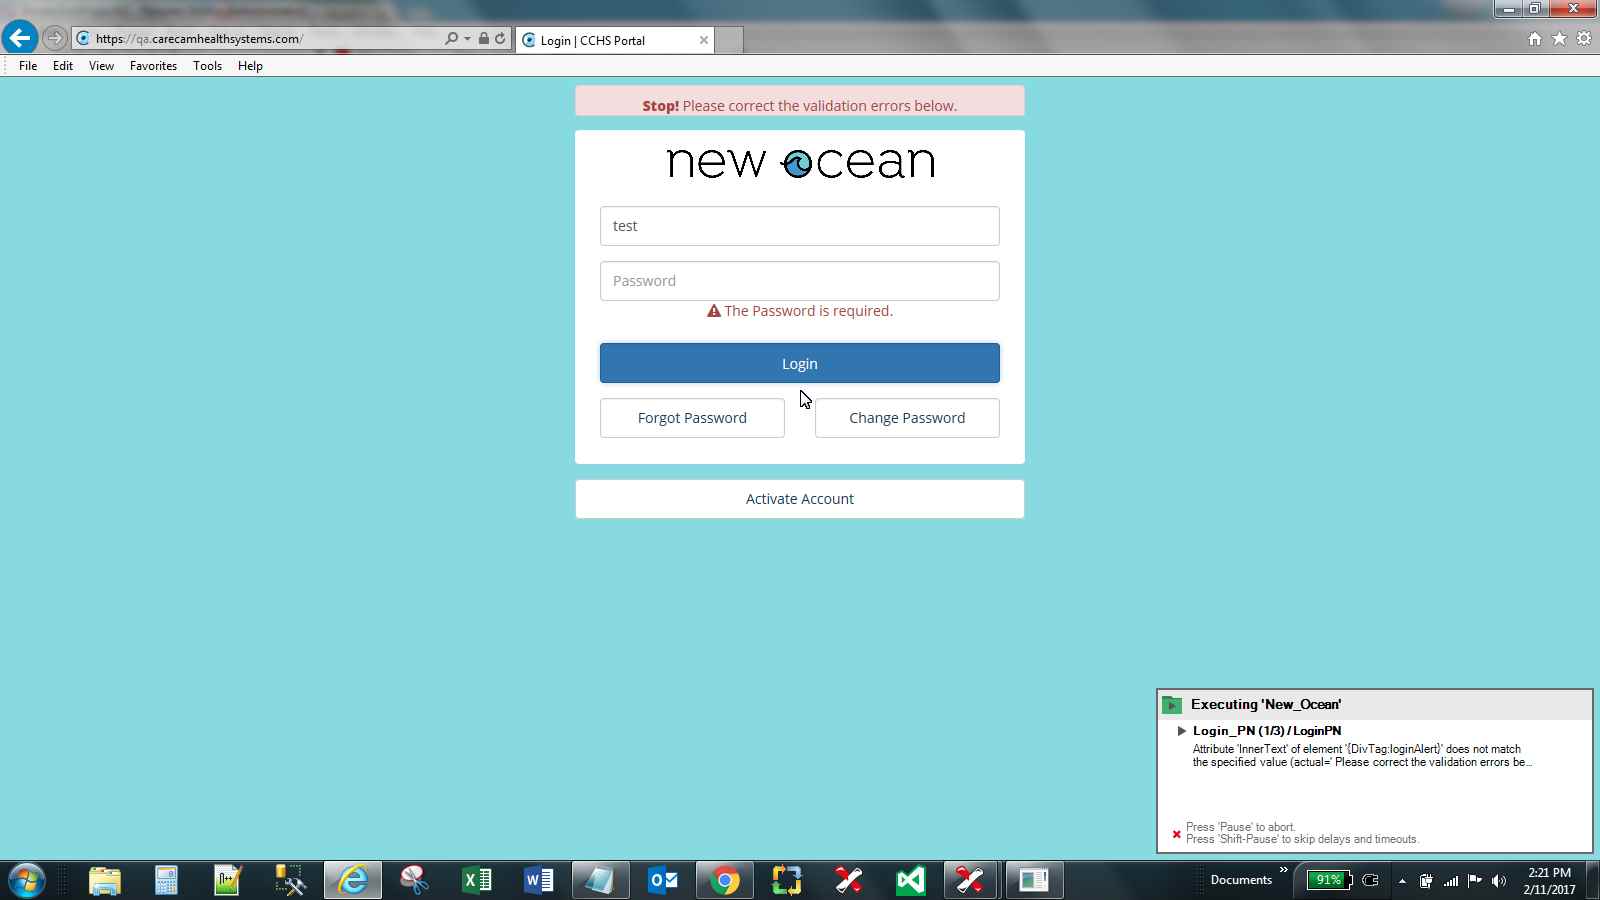 https://qa.carecamhealthsystems.com/
Login | CCHS Portal
File Edit View Favorites Tools Help
Stop! Please correct the validation errors below.
new ocean
test
Password
The Password is required.
Login
Forgot Password Change Password
Activate Account
Executing 'New_Ocean'
Login_PN (1/3) / LoginPN
Attribute 'InnerText' of element '{DivTag:loginAlert}' does not match
the specified value (actual=' Please correct the validation errors be...
Press 'Pause' to abort.
Press 'Shift-Pause' to skip delays and timeouts.
Documents
91%
2:21 PM
2/11/2017